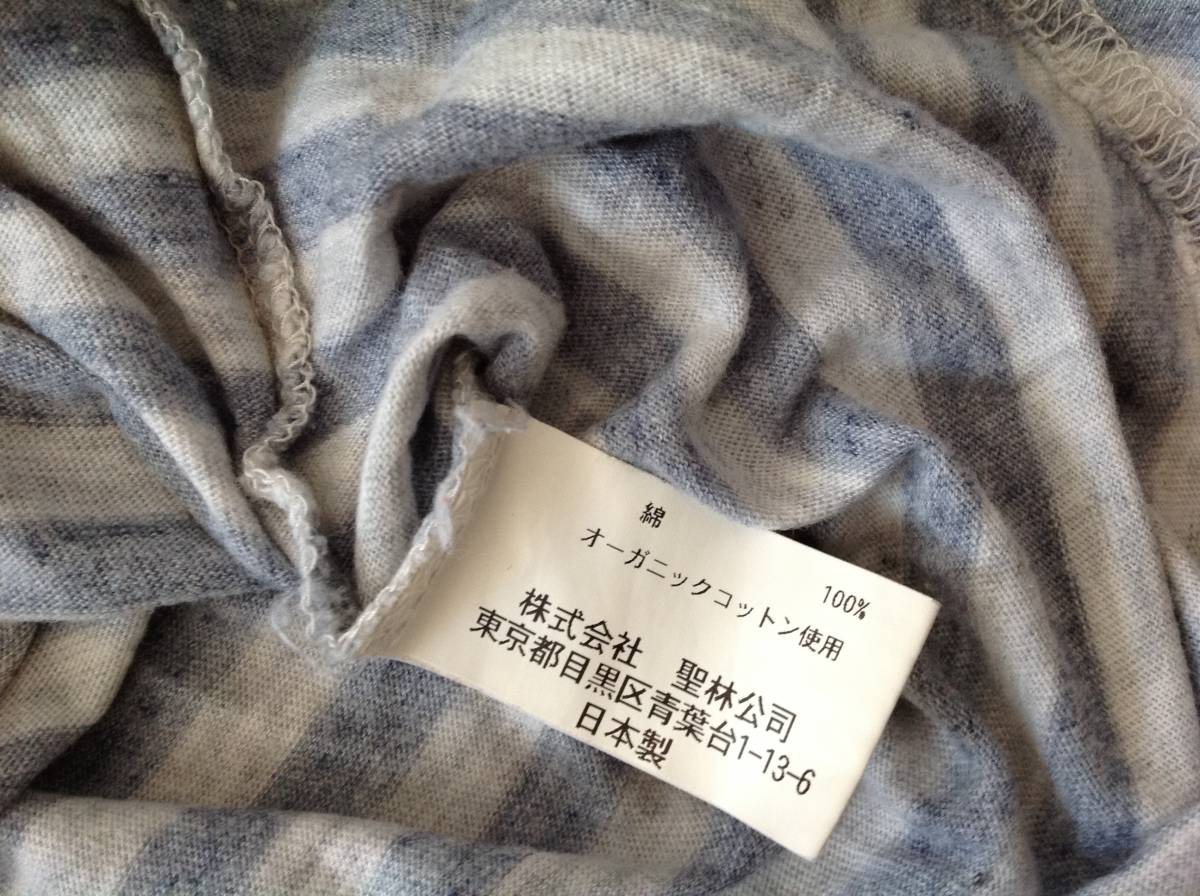 綿 100%
オーガニックコットン使用
株式会社 聖林公司
東京都目黒区青葉台1-13-6
日本製